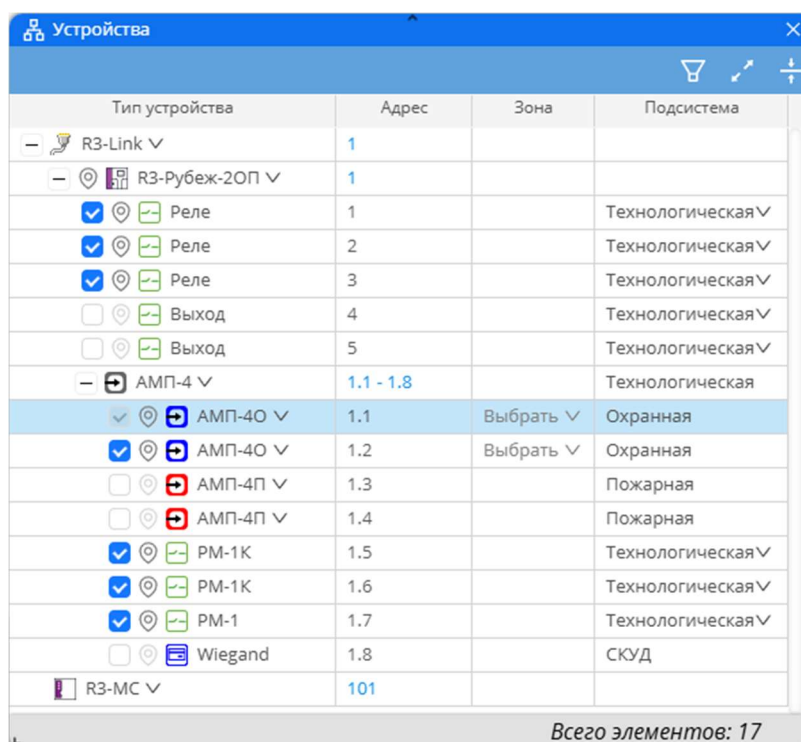 Устройства
Тип устройства Адрес Зона Подсистема
R3-Link 1
R3-Рубеж-2ОП 1
Реле 1 Технологическая
Реле 2 Технологическая
Реле 3 Технологическая
Выход 4 Технологическая
Выход 5 Технологическая
АМП-4 1.1 - 1.8 Технологическая
АМП-4О 1.1 Выбрать Охранная
АМП-4О 1.2 Выбрать Охранная
АМП-4П 1.3 Пожарная
АМП-4П 1.4 Пожарная
РМ-1К 1.5 Технологическая
РМ-1К 1.6 Технологическая
РМ-1 1.7 Технологическая
Wiegand 1.8 СКУД
R3-МС 101
Всего элементов: 17